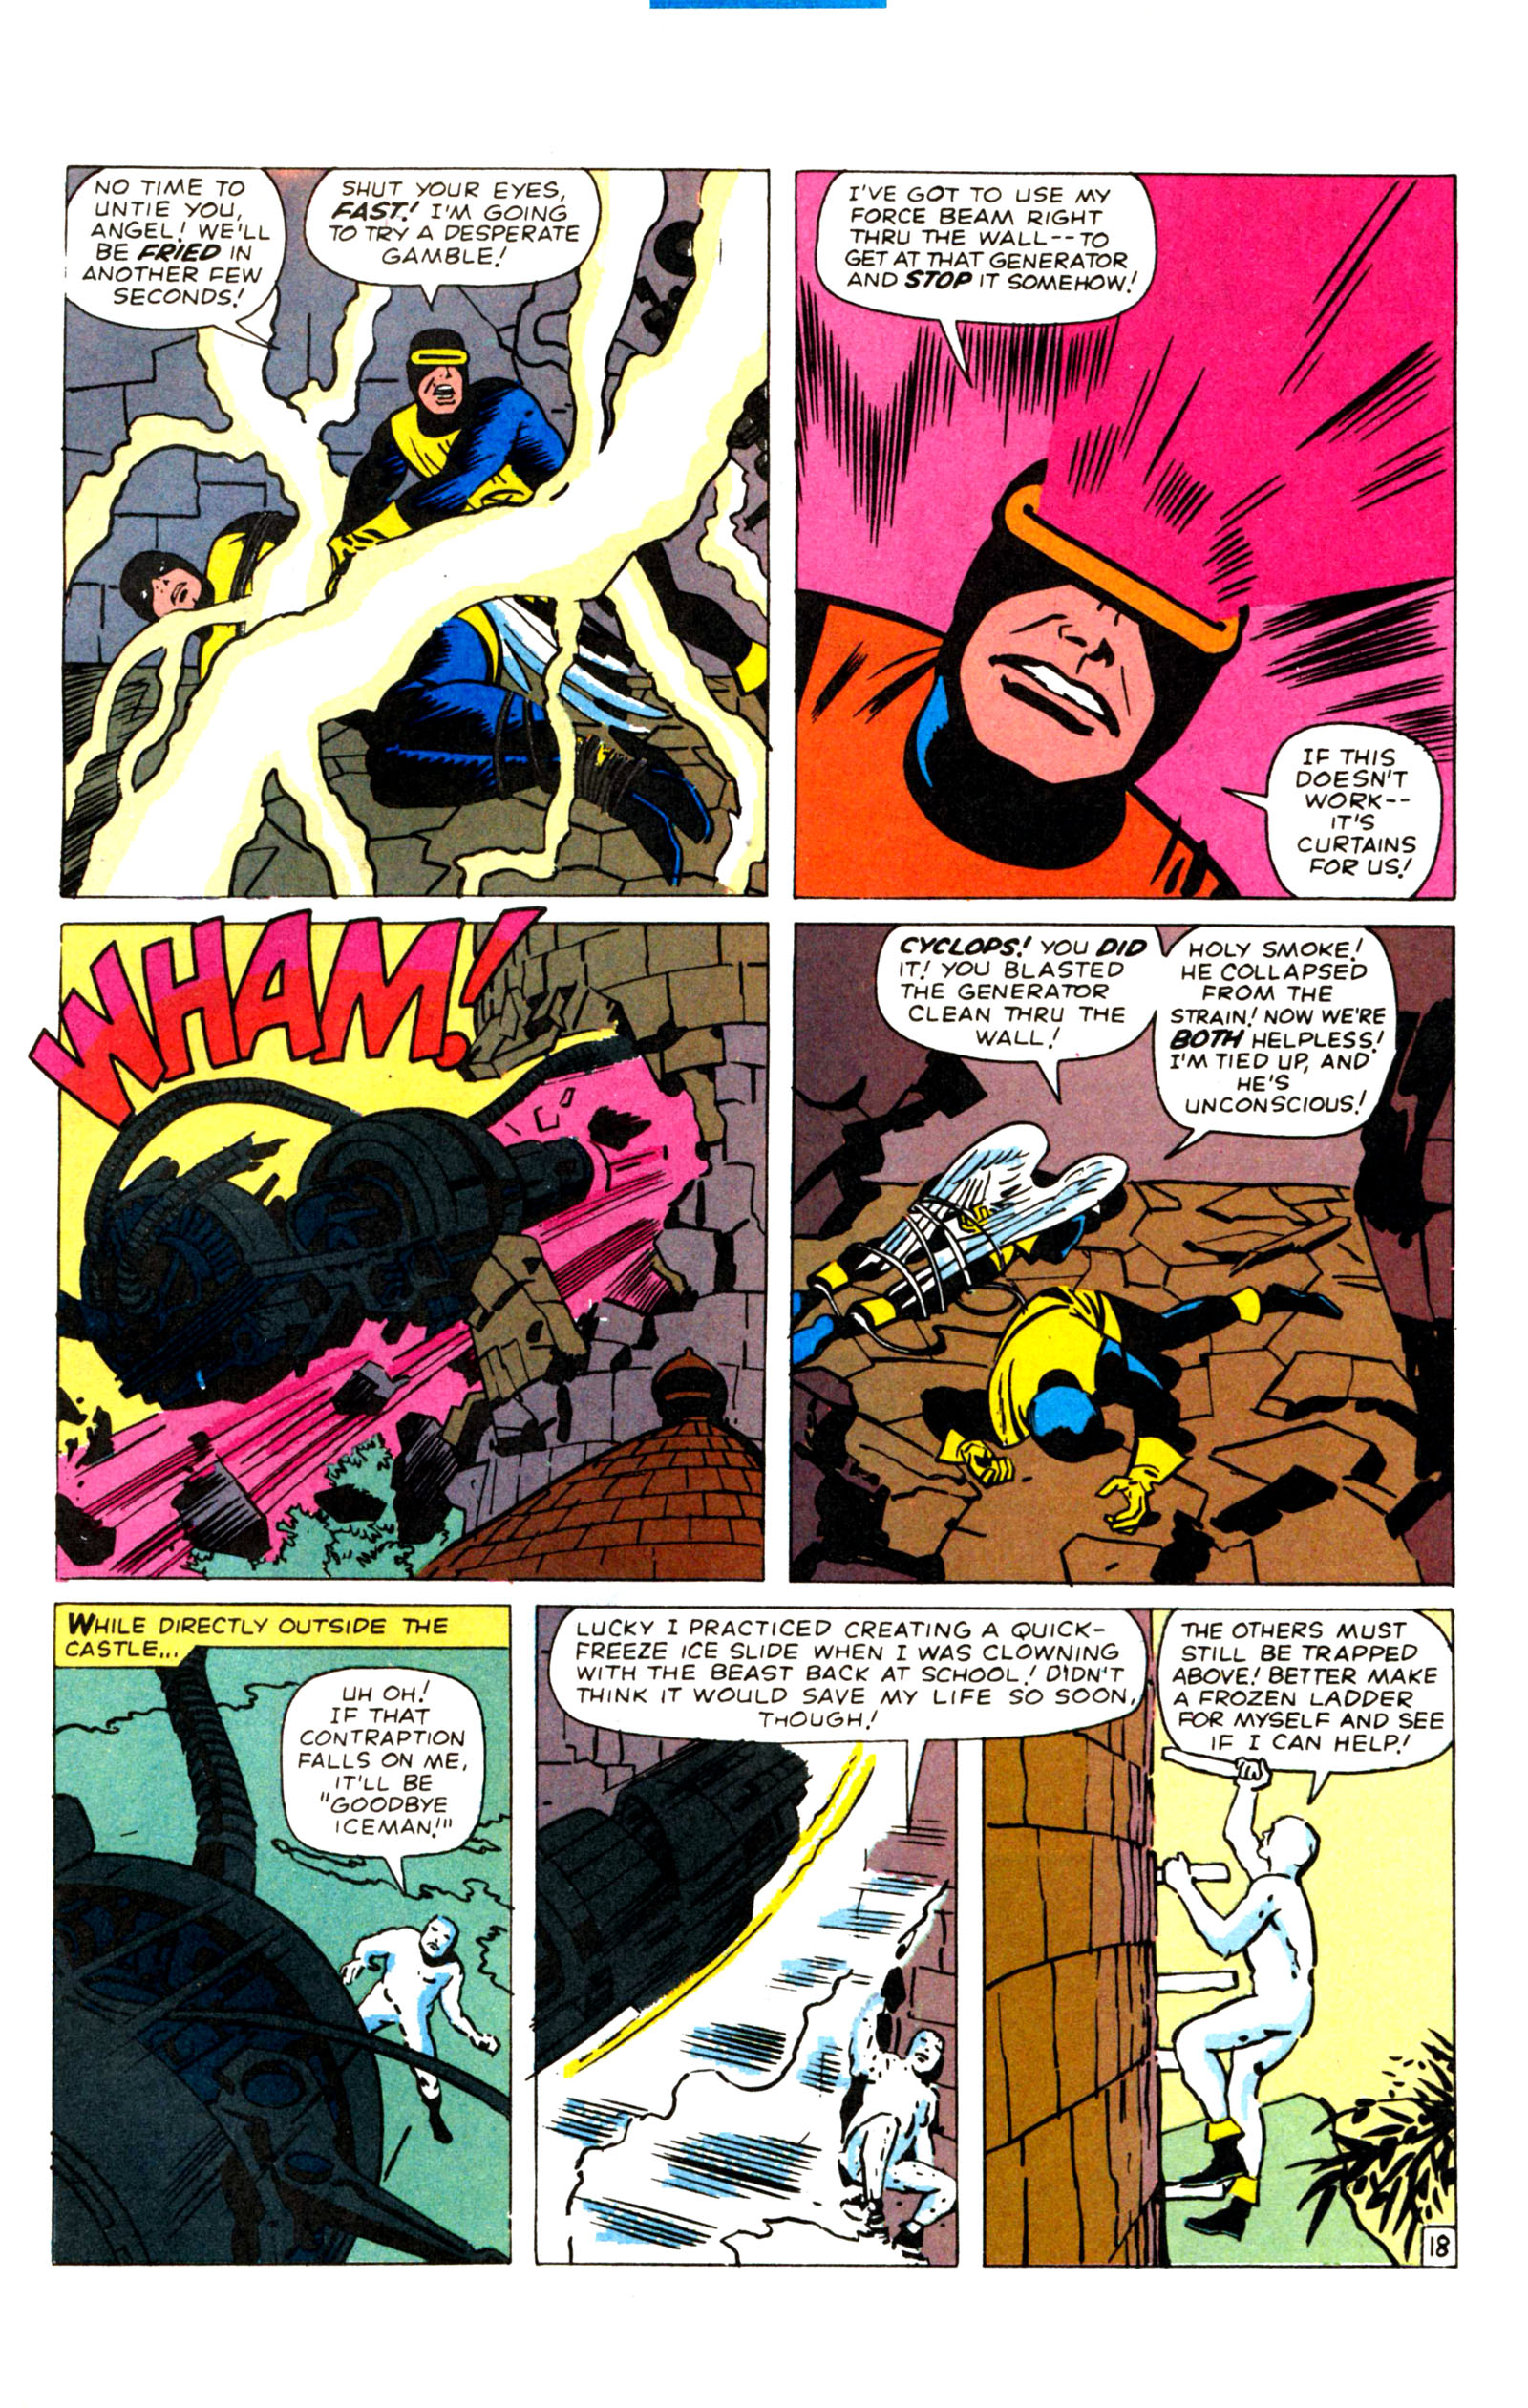 NO TIME TO
UNTIE YOU,
ANGEL! WE'LL
BE FRIED IN
ANOTHER FEW
SECONDS!
SHUT YOUR EYES,
FAST! I'M GOING
TO TRY A DESPERATE
GAMBLE!
I'VE GOT TO USE MY
FORCE BEAM RIGHT
THRU THE WALL--TO
GET AT THAT GENERATOR
AND STOP IT SOMEHOW!
IF THIS
DOESN'T
WORK--
IT'S
CURTAINS
FOR US!
WHAM!
CYCLOPS! YOU DID
IT! YOU BLASTED
THE GENERATOR
CLEAN THRU THE
WALL!
HOLY SMOKE!
HE COLLAPSED
FROM THE
STRAIN! NOW WE'RE
BOTH HELPLESS!
I'M TIED UP, AND
HE'S
UNCONSCIOUS!
WHILE DIRECTLY OUTSIDE THE
CASTLE...
UH OH!
IF THAT
CONTRAPTION
FALLS ON ME,
IT'LL BE
"GOODBYE
ICEMAN!"
LUCKY I PRACTICED CREATING A QUICK-
FREEZE ICE SLIDE WHEN I WAS CLOWNING
WITH THE BEAST BACK AT SCHOOL! DIDN'T
THINK IT WOULD SAVE MY LIFE SO SOON,
THOUGH!
THE OTHERS MUST
STILL BE TRAPPED
ABOVE! BETTER MAKE
A FROZEN LADDER
FOR MYSELF AND SEE
IF I CAN HELP!
18